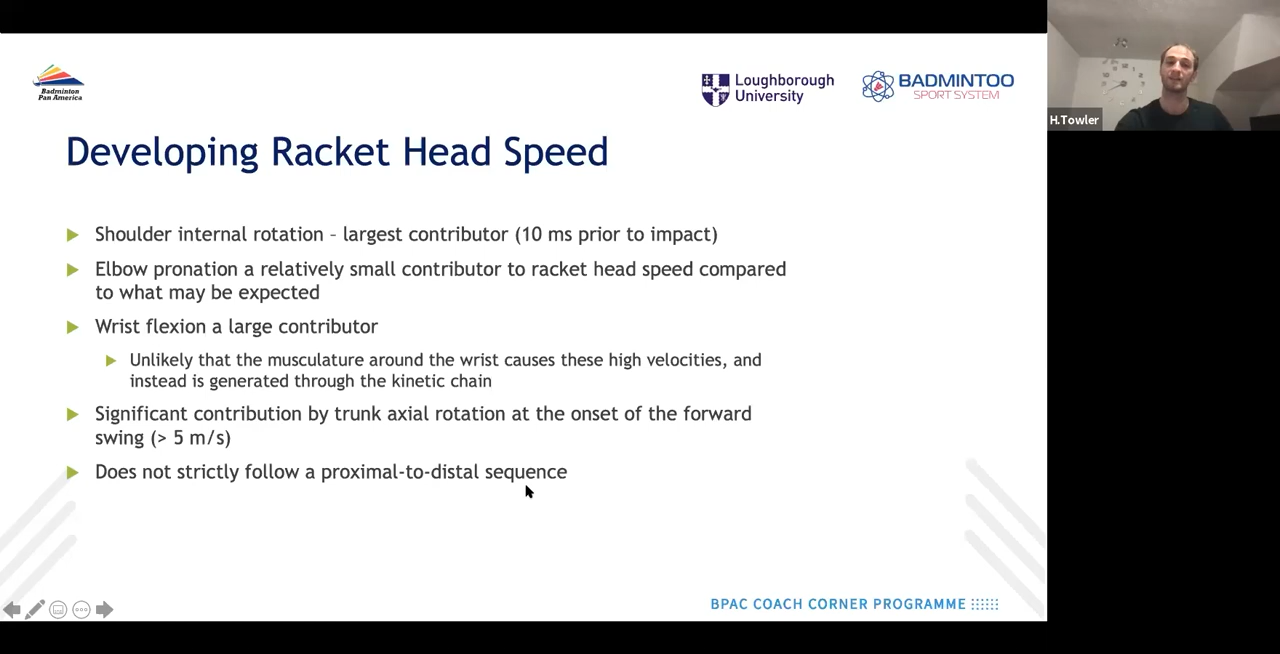 Badminton
Pan America
Loughborough
University
BADMINTOO
SPORT SYSTEM
H.Towler
Developing Racket Head Speed
Shoulder internal rotation – largest contributor (10 ms prior to impact)
Elbow pronation a relatively small contributor to racket head speed compared
to what may be expected
Wrist flexion a large contributor
Unlikely that the musculature around the wrist causes these high velocities, and
instead is generated through the kinetic chain
Significant contribution by trunk axial rotation at the onset of the forward
swing (> 5 m/s)
Does not strictly follow a proximal-to-distal sequence
BPAC COACH CORNER PROGRAMME